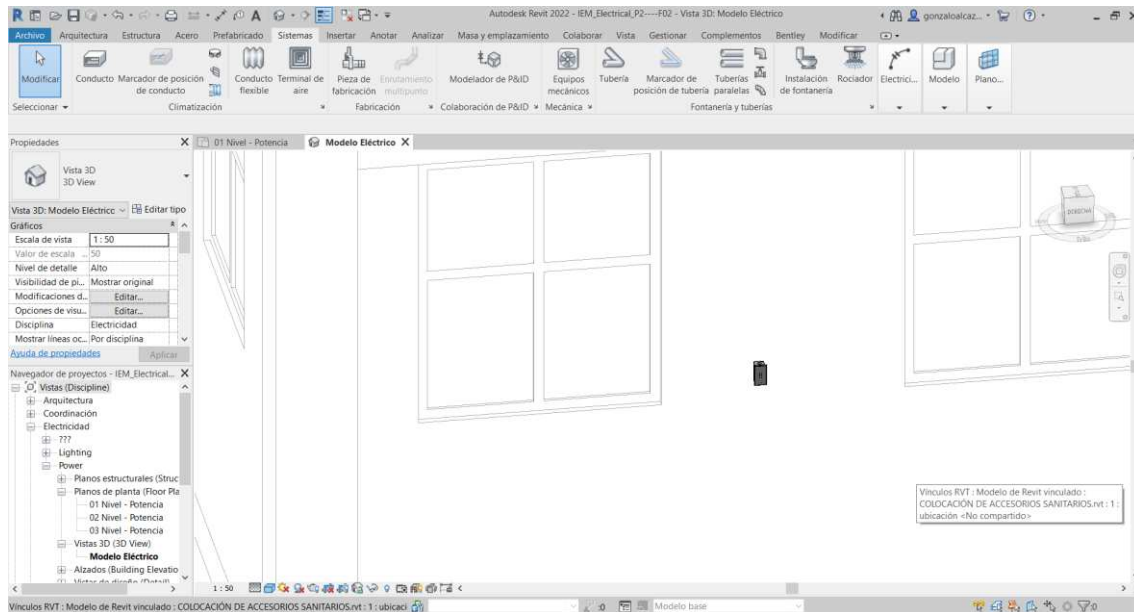 Autodesk Revit 2022 - IEM_Electrical_P2----F02 - Vista 3D: Modelo Eléctrico
gonzaloalcaz...
Archivo Arquitectura Estructura Acero Prefabricado Sistemas Insertar Anotar Analizar Masa y emplazamiento Colaborar Vista Gestionar Complementos Bentley Modificar
Modificar
Conducto
Marcador de posición de conducto
Conducto flexible
Terminal de aire
Pieza de fabricación
Enrutamiento multipunto
Modelador de P&ID
Equipos mecánicos
Tubería
Marcador de posición de tubería
Tuberías paralelas
Instalación de fontanería
Rociador
Electrici...
Modelo
Plano...
Seleccionar Climatización Fabricación Colaboración de P&ID Mecánica Fontanería y tuberías
Propiedades X
01 Nivel - Potencia Modelo Eléctrico X
Vista 3D
3D View
Vista 3D: Modelo Eléctricc Editar tipo
Gráficos
Escala de vista 1 : 50
Valor de escala ... 50
Nivel de detalle Alto
Visibilidad de pi... Mostrar original
Modificaciones d... Editar...
Opciones de visu... Editar...
Disciplina Electricidad
Mostrar líneas oc... Por disciplina
Ayuda de propiedades Aplicar
Navegador de proyectos - IEM_Electrical... X
Vistas (Discipline)
Arquitectura
Coordinación
Electricidad
???
Lighting
Power
Planos estructurales (Struc
Planos de planta (Floor Pla
01 Nivel - Potencia
02 Nivel - Potencia
03 Nivel - Potencia
Vistas 3D (3D View)
Modelo Eléctrico
Alzados (Building Elevatio
DERECHA
Vínculos RVT : Modelo de Revit vinculado :
COLOCACIÓN DE ACCESORIOS SANITARIOS.rvt : 1 :
ubicación <No compartido>
1 : 50
Vínculos RVT : Modelo de Revit vinculado : COLOCACIÓN DE ACCESORIOS SANITARIOS.rvt : 1 : ubicaci
:0 Modelo base
:0